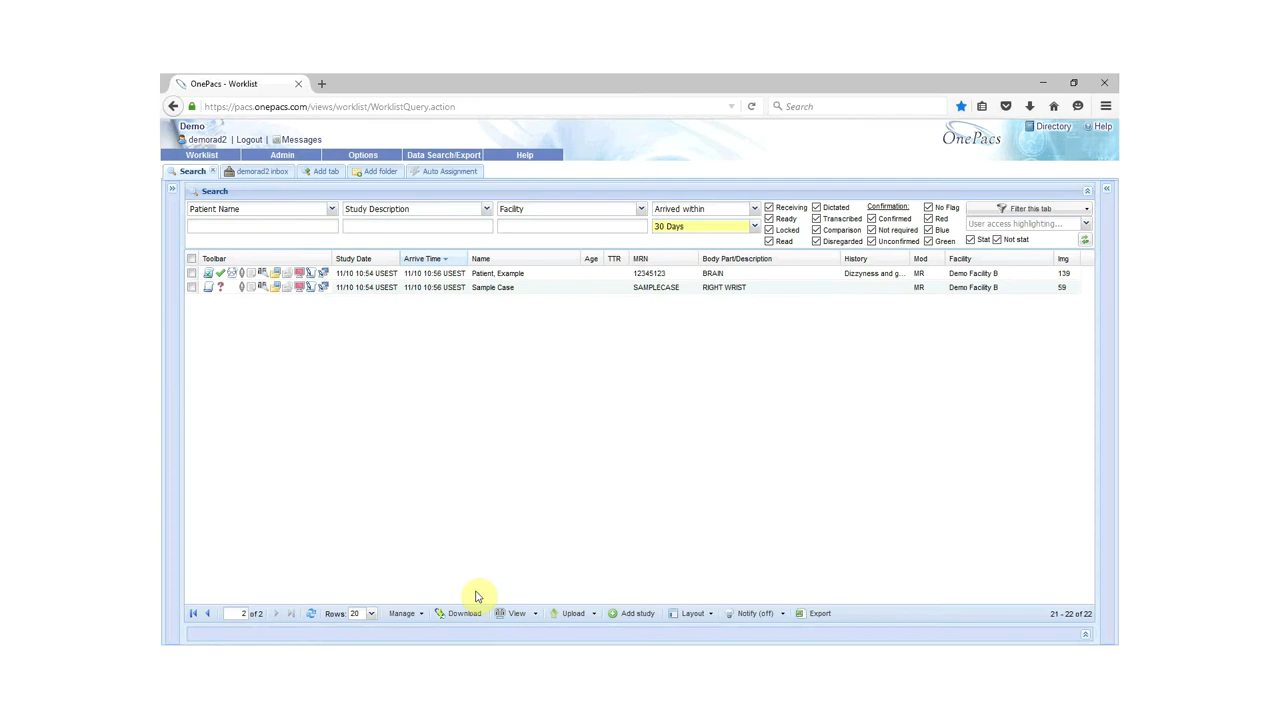 OnePacs - Worklist
https://pacs.onepacs.com/views/worklist/WorklistQuery.action Search
Demo
demorad2 | Logout | Messages
OnePacs
Directory Help
Worklist Admin Options Data Search/Export Help
Search demorad2 inbox Add tab Add folder Auto Assignment
Search
Patient Name Study Description Facility Arrived within
30 Days
Receiving Dictated Confirmation: No Flag Filter this tab
Ready Transcribed Confirmed Red User access highlighting...
Locked Comparison Not required Blue
Read Disregarded Unconfirmed Green Stat Not stat
Toolbar Study Date Arrive Time Name Age TTR MRN Body Part/Description History Mod Facility Img
11/10 10:54 USEST 11/10 10:56 USEST Patient, Example 12345123 BRAIN Dizzyness and g... MR Demo Facility B 139
11/10 10:54 USEST 11/10 10:56 USEST Sample Case SAMPLECASE RIGHT WRIST MR Demo Facility B 59
2 of 2 Rows: 20 Manage Download View Upload Add study Layout Notify (off) Export 21 - 22 of 22